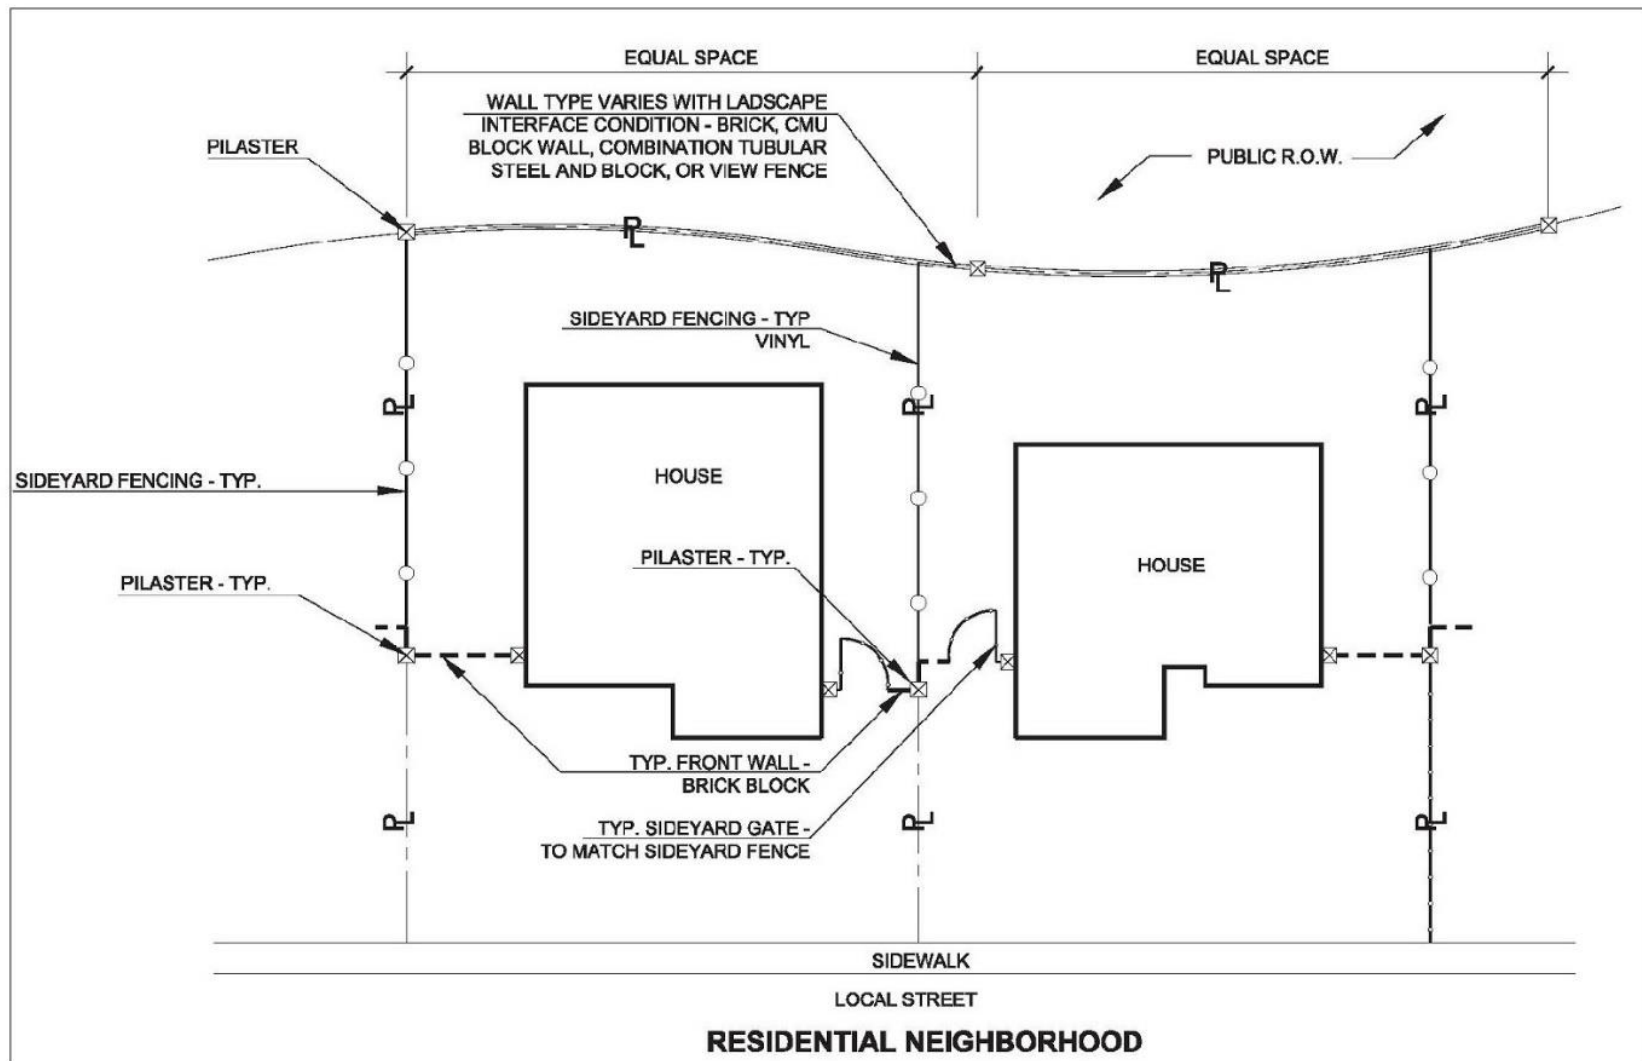 EQUAL SPACE
EQUAL SPACE
WALL TYPE VARIES WITH LADSCAPE
INTERFACE CONDITION - BRICK, CMU
BLOCK WALL, COMBINATION TUBULAR
STEEL AND BLOCK, OR VIEW FENCE
PILASTER
PUBLIC R.O.W.
PL
PL
SIDEYARD FENCING - TYP
VINYL
PL
PL
PL
HOUSE
SIDEYARD FENCING - TYP.
PILASTER - TYP.
HOUSE
PILASTER - TYP.
TYP. FRONT WALL -
BRICK BLOCK
PL
PL
PL
TYP. SIDEYARD GATE -
TO MATCH SIDEYARD FENCE
SIDEWALK
LOCAL STREET
RESIDENTIAL NEIGHBORHOOD